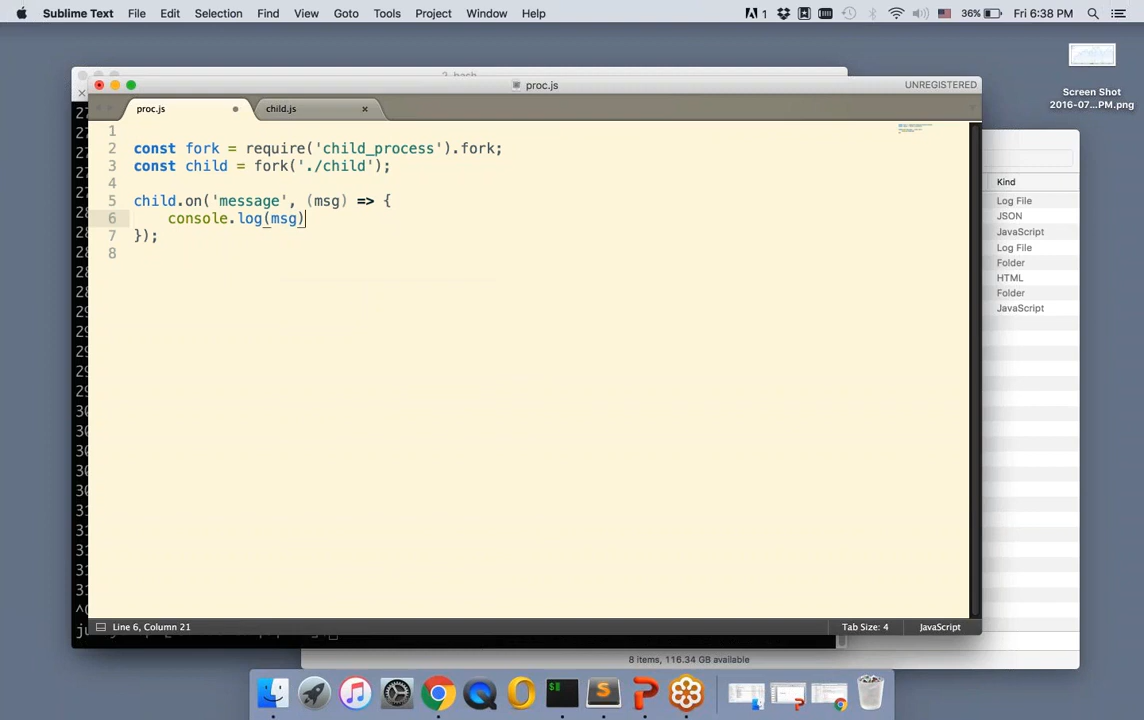 Sublime Text File Edit Selection Find View Goto Tools Project Window Help 1 36% Fri 6:38 PM
Screen Shot
2016-07...PM.png
proc.js UNREGISTERED
proc.js child.js
1
2 const fork = require('child_process').fork;
3 const child = fork('./child');
4
5 child.on('message', (msg) => {
6 console.log(msg)
7 });
8
Line 6, Column 21 Tab Size: 4 JavaScript
Kind
Log File
JSON
JavaScript
Log File
Folder
HTML
Folder
JavaScript
8 items, 116.34 GB available